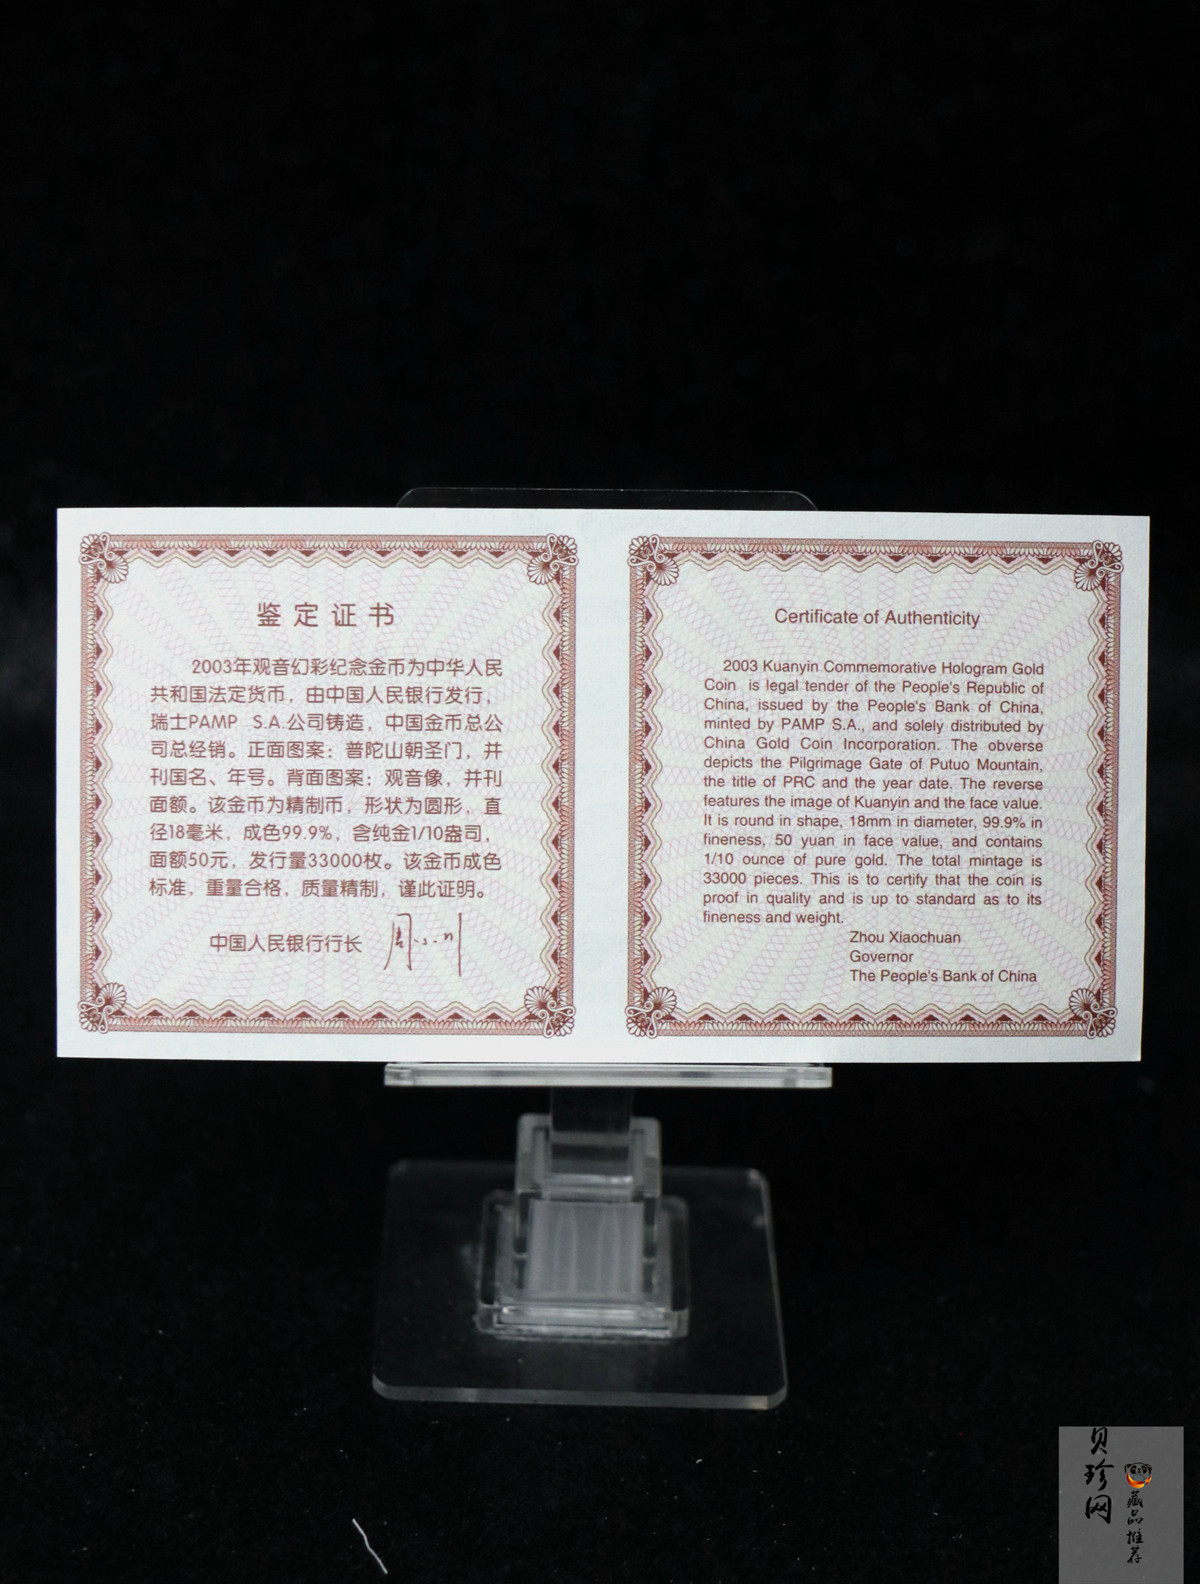 鉴定证书
2003年观音幻彩纪念金币为中华人民
共和国法定货币，由中国人民银行发行，
瑞士PAMP S.A.公司铸造，中国金币总公
司总经销。正面图案：普陀山朝圣门，并
刊国名、年号。背面图案：观音像，并刊
面额。该金币为精制币，形状为圆形，直
径18毫米，成色99.9%，含纯金1/10盎司，
面额50元，发行量33000枚。该金币成色
标准，重量合格，质量精制，谨此证明。
中国人民银行行长 周小川
Certificate of Authenticity
2003 Kuanyin Commemorative Hologram Gold
Coin is legal tender of the People's Republic of
China, issued by the People's Bank of China,
minted by PAMP S.A., and solely distributed by
China Gold Coin Incorporation. The obverse
depicts the Pilgrimage Gate of Putuo Mountain,
the title of PRC and the year date. The reverse
features the image of Kuanyin and the face value.
It is round in shape, 18mm in diameter, 99.9% in
fineness, 50 yuan in face value, and contains
1/10 ounce of pure gold. The total mintage is
33000 pieces. This is to certify that the coin is
proof in quality and is up to standard as to its
fineness and weight.
Zhou Xiaochuan
Governor
The People's Bank of China
贝珍网
藏品推荐